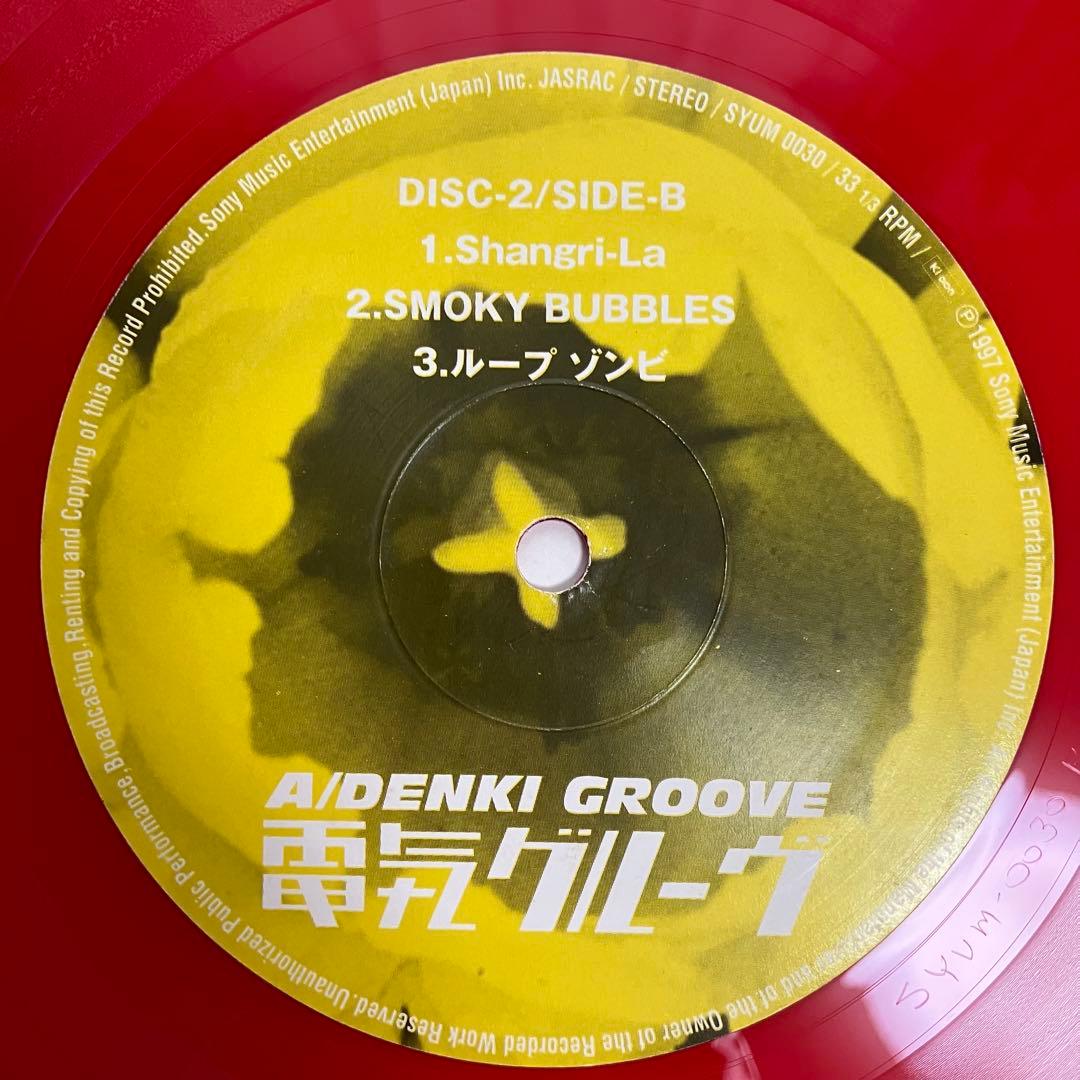 DISC-2/SIDE-B
1.Shangri-La
2.SMOKY BUBBLES
3.ループ ゾンビ
A/DENKI GROOVE
電気グルーヴ
and of the Owner of the Recorded Work Reserved.Unauthorized Public Performance,Broadcasting,Renting and Copying of this Record Prohibited.Sony Music Entertainment (Japan) Inc. JASRAC / STEREO / SYUM 0030 / 33 1/3 RPM / Ki/oon ℗1997 Sony Music Entertainment (Japan) Inc.
SYUM-0030